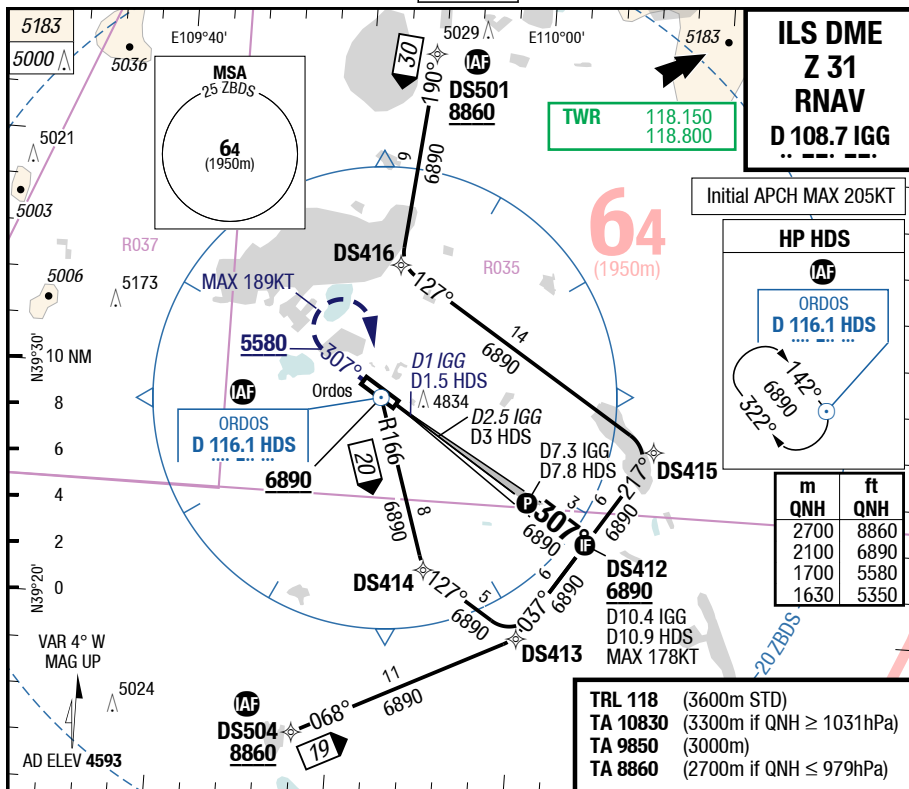 5183
5000
5036
E109°40'
5029
E110°00'
5183
ILS DME
Z 31
RNAV
D 108.7 IGG
MSA
25 ZBDS
64
(1950m)
30
190°
IAF
DS501
8860
TWR 118.150
118.800
5021
5003
9
6890
Initial APCH MAX 205KT
64
(1950m)
R037
R035
DS416
HP HDS
IAF
ORDOS
D 116.1 HDS
142°
6890
322°
5006
5173
MAX 189KT
127°
14
6890
N39°30'
10 NM
8
6
4
2
0
N39°20'
5580
307°
D1 IGG
D1.5 HDS
4834
Ordos
IAF
ORDOS
D 116.1 HDS
D2.5 IGG
D3 HDS
R166
20
6890
D7.3 IGG
D7.8 HDS
DS415
217°
6
6890
P
3
307°
6890
IF
8
6890
m ft
QNH QNH
2700 8860
2100 6890
1700 5580
1630 5350
DS414
127°
5
6890
6
037°
6890
DS412
6890
D10.4 IGG
D10.9 HDS
MAX 178KT
DS413
20 ZBDS
VAR 4° W
MAG UP
5024
11
6890
IAF
DS504
8860
068°
19
AD ELEV 4593
TRL 118 (3600m STD)
TA 10830 (3300m if QNH ≥ 1031hPa)
TA 9850 (3000m)
TA 8860 (2700m if QNH ≤ 979hPa)